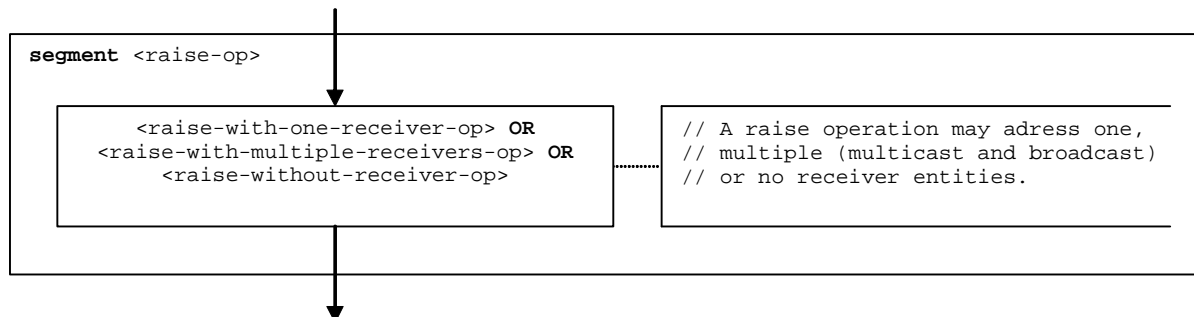 segment <raise-op>
<raise-with-one-receiver-op> OR
<raise-with-multiple-receivers-op> OR
<raise-without-receiver-op>
// A raise operation may adress one,
// multiple (multicast and broadcast)
// or no receiver entities.